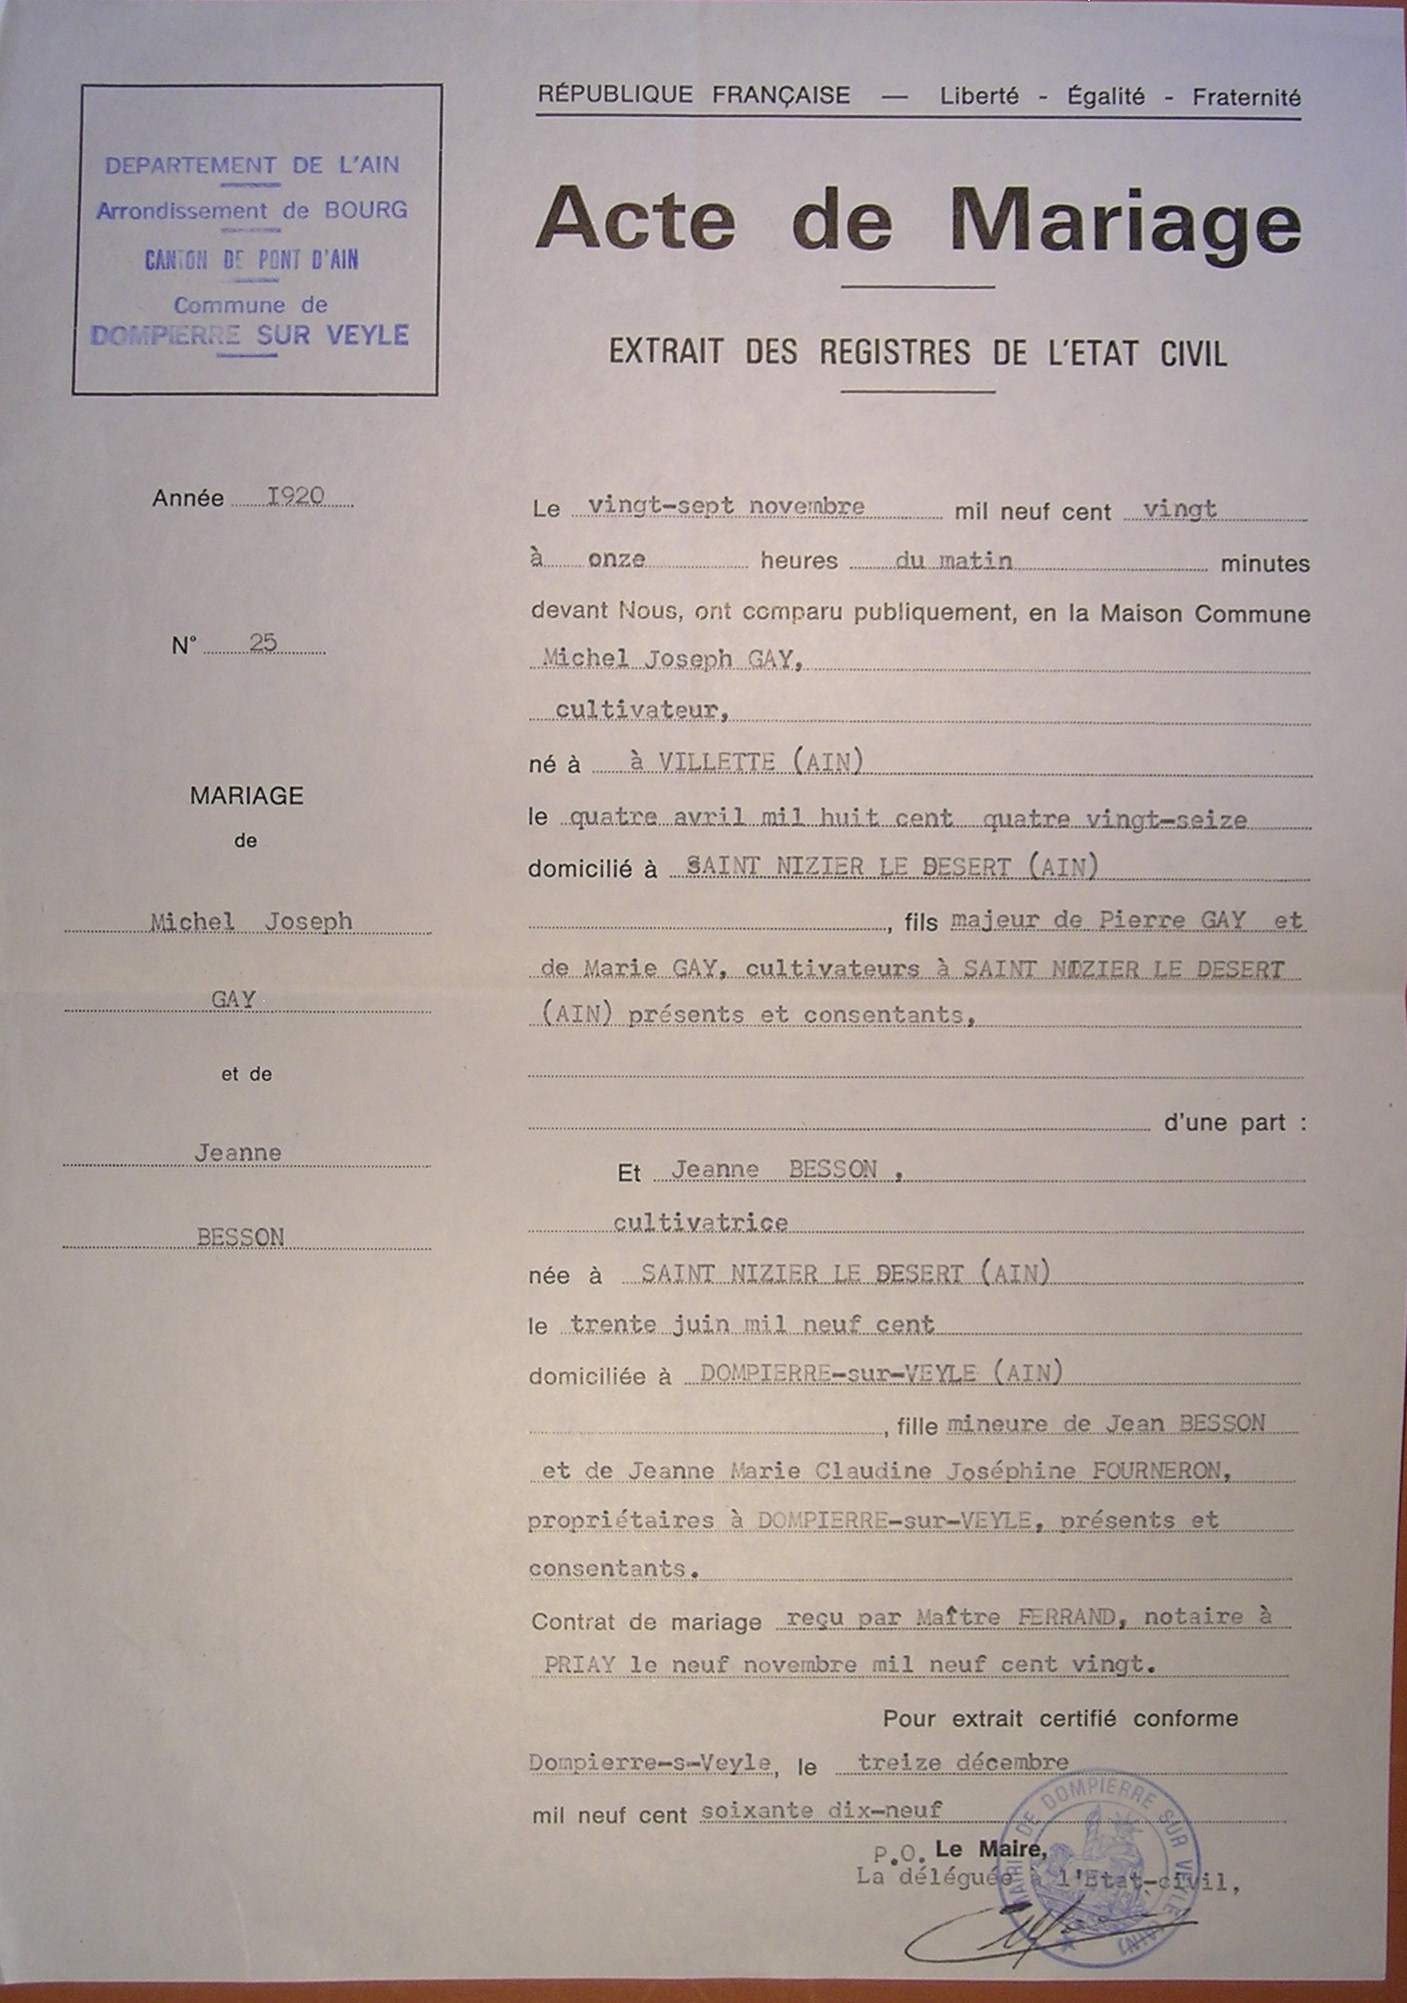 RÉPUBLIQUE FRANÇAISE — Liberté - Égalité - Fraternité
DEPARTEMENT DE L'AIN
Arrondissement de BOURG
CANTON DE PONT D'AIN
Commune de
DOMPIERRE SUR VEYLE
Acte de Mariage
EXTRAIT DES REGISTRES DE L'ETAT CIVIL
Année I920
N° 25
MARIAGE
de
Michel Joseph
GAY
et de
Jeanne
BESSON
Le vingt-sept novembre mil neuf cent vingt
à onze heures du matin minutes
devant Nous, ont comparu publiquement, en la Maison Commune
Michel Joseph GAY,
cultivateur,
né à à VILLETTE (AIN)
le quatre avril mil huit cent quatre vingt-seize
domicilié à SAINT NIZIER LE DESERT (AIN)
, fils majeur de Pierre GAY et
de Marie GAY, cultivateurs à SAINT NIZIER LE DESERT
(AIN) présents et consentants,
d'une part :
Et Jeanne BESSON ,
cultivatrice
née à SAINT NIZIER LE DESERT (AIN)
le trente juin mil neuf cent
domiciliée à DOMPIERRE-sur-VEYLE (AIN)
, fille mineure de Jean BESSON
et de Jeanne Marie Claudine Joséphine FOURNERON,
propriétaires à DOMPIERRE-sur-VEYLE, présents et
consentants.
Contrat de mariage reçu par Maître FERRAND, notaire à
PRIAY le neuf novembre mil neuf cent vingt.
Pour extrait certifié conforme
Dompierre-s-Veyle, le treize décembre
mil neuf cent soixante dix-neuf
P.O. Le Maire,
La déléguée à l'Etat-civil,
MAIRIE DE DOMPIERRE SUR VEYLE (AIN)